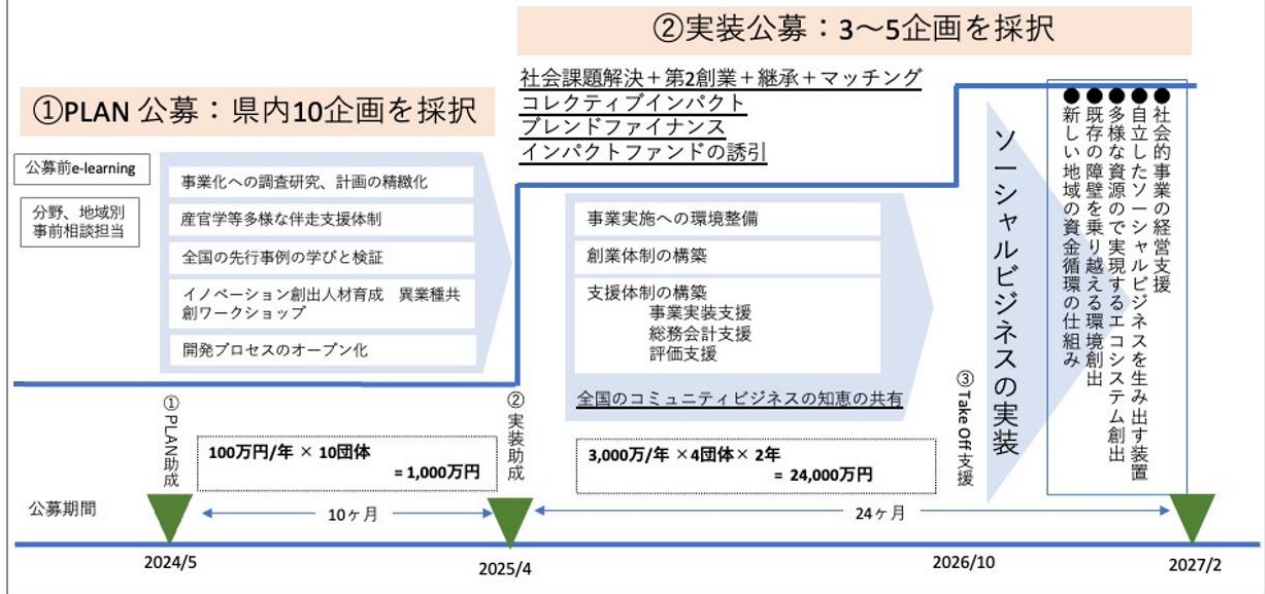 ②実装公募：3〜5企画を採択
社会課題解決＋第2創業＋継承＋マッチング
コレクティブインパクト
ブレンドファイナンス
インパクトファンドの誘引
①PLAN 公募：県内10企画を採択
公募前e-learning
分野、地域別
事前相談担当
事業化への調査研究、計画の精緻化
産官学等多様な伴走支援体制
全国の先行事例の学びと検証
イノベーション創出人材育成　異業種共
創ワークショップ
開発プロセスのオープン化
事業実施への環境整備
創業体制の構築
支援体制の構築
事業実装支援
総務会計支援
評価支援
全国のコミュニティビジネスの知恵の共有
ソーシャルビジネスの実装
●社会的事業の経営支援
●自立したソーシャルビジネスを生み出す装置
●多様な資源のので実現するエコシステム創出
●既存の障壁を乗り越える環境創出
●新しい地域の資金循環の仕組み
①PLAN助成
100万円/年 × 10団体
= 1,000万円
②実装助成
3,000万/年 ×4団体× 2年
= 24,000万円
③Take Off支援
公募期間
10ヶ月
24ヶ月
2024/5
2025/4
2026/10
2027/2